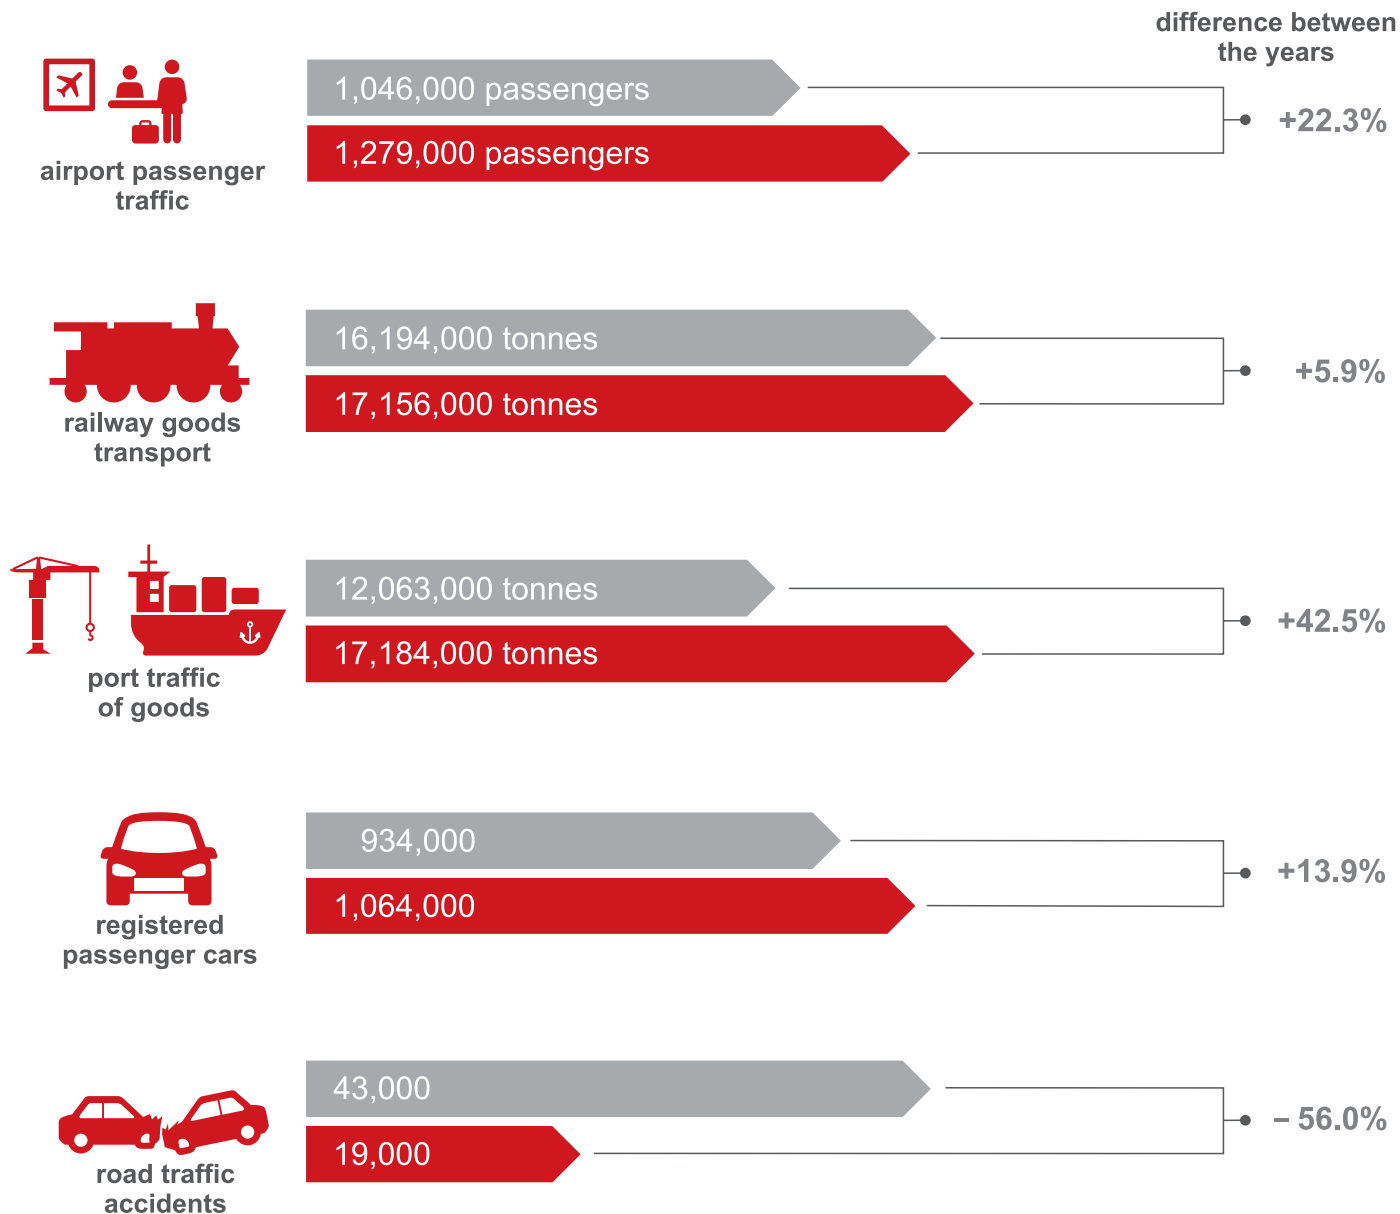 difference between
the years
airport passenger
traffic
1,046,000 passengers
1,279,000 passengers
+22.3%
railway goods
transport
16,194,000 tonnes
17,156,000 tonnes
+5.9%
port traffic
of goods
12,063,000 tonnes
17,184,000 tonnes
+42.5%
registered
passenger cars
934,000
1,064,000
+13.9%
road traffic
accidents
43,000
19,000
– 56.0%